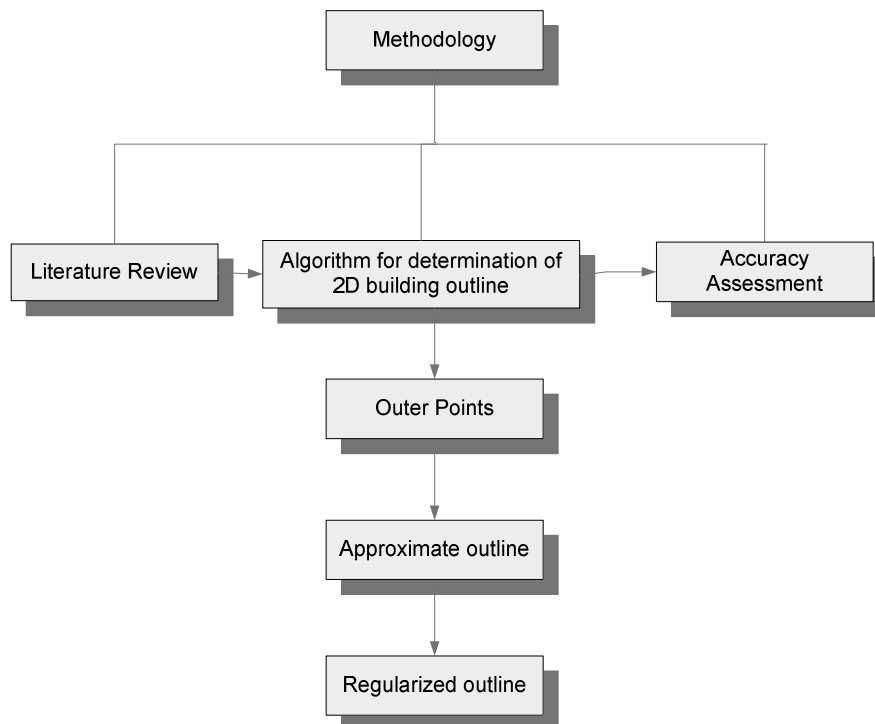 Methodology
Literature Review
Algorithm for determination of
2D building outline
Accuracy
Assessment
Outer Points
Approximate outline
Regularized outline